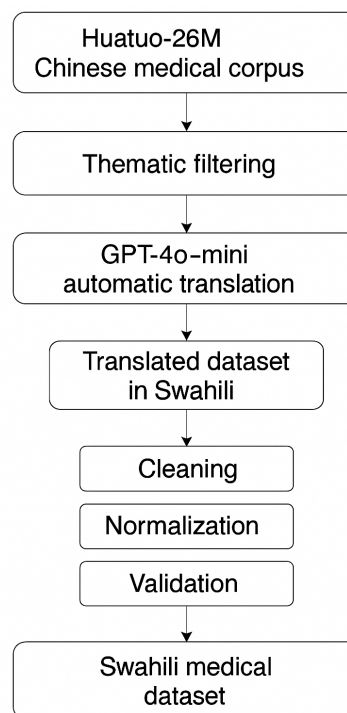 Huatuo-26M
Chinese medical corpus
Thematic filtering
GPT-4o-mini
automatic translation
Translated dataset
in Swahili
Cleaning
Normalization
Validation
Swahili medical
dataset